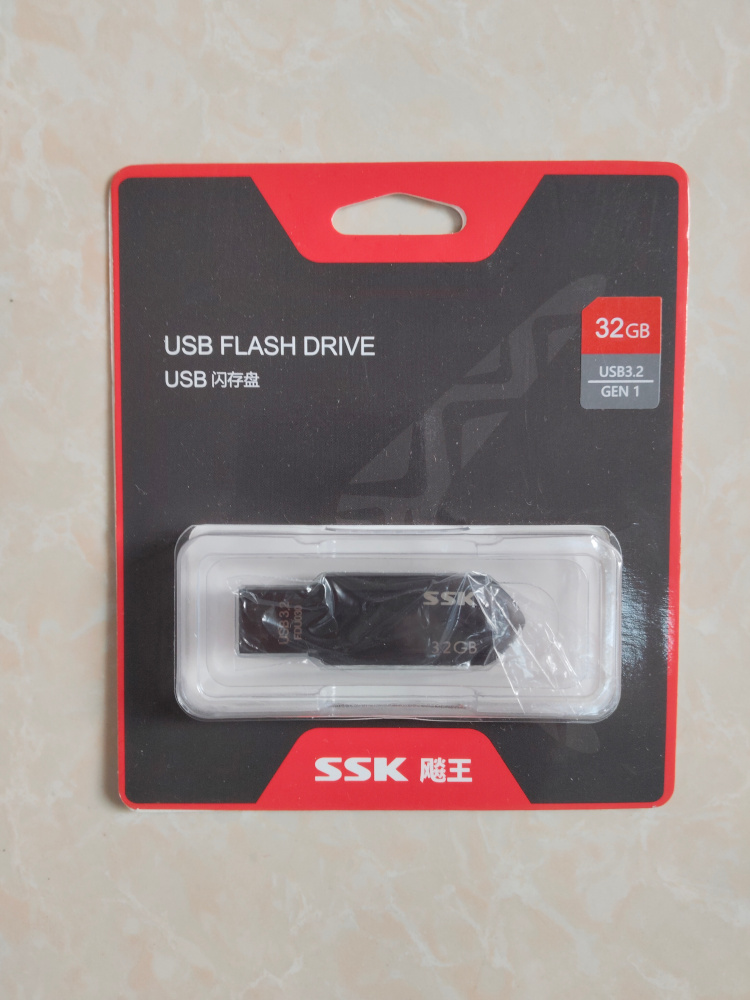 32GB
USB3.2
GEN 1
USB FLASH DRIVE
USB 闪存盘
SSK
32GB
USB 3.2
SSK 飚王